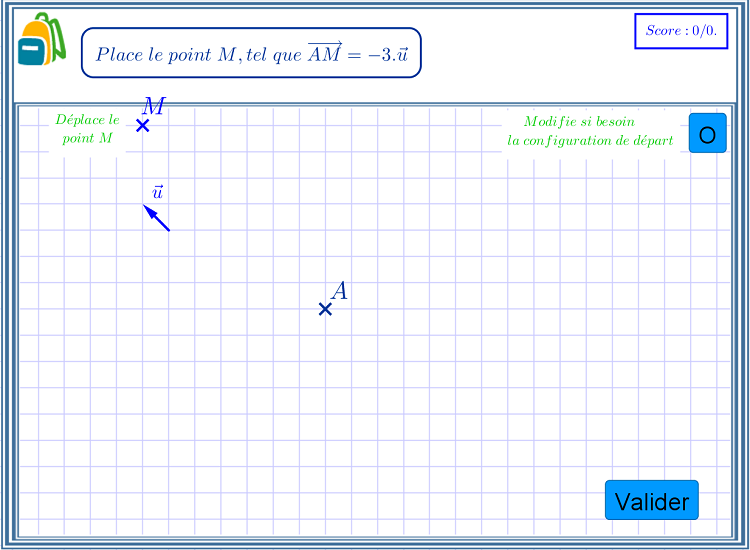 Place le point M, tel que $\overrightarrow{AM} = -3.\vec{u}$
Score : 0/0.
Déplace le
point M
M
Modifie si besoin
la configuration de départ
O
$\vec{u}$
A
Valider